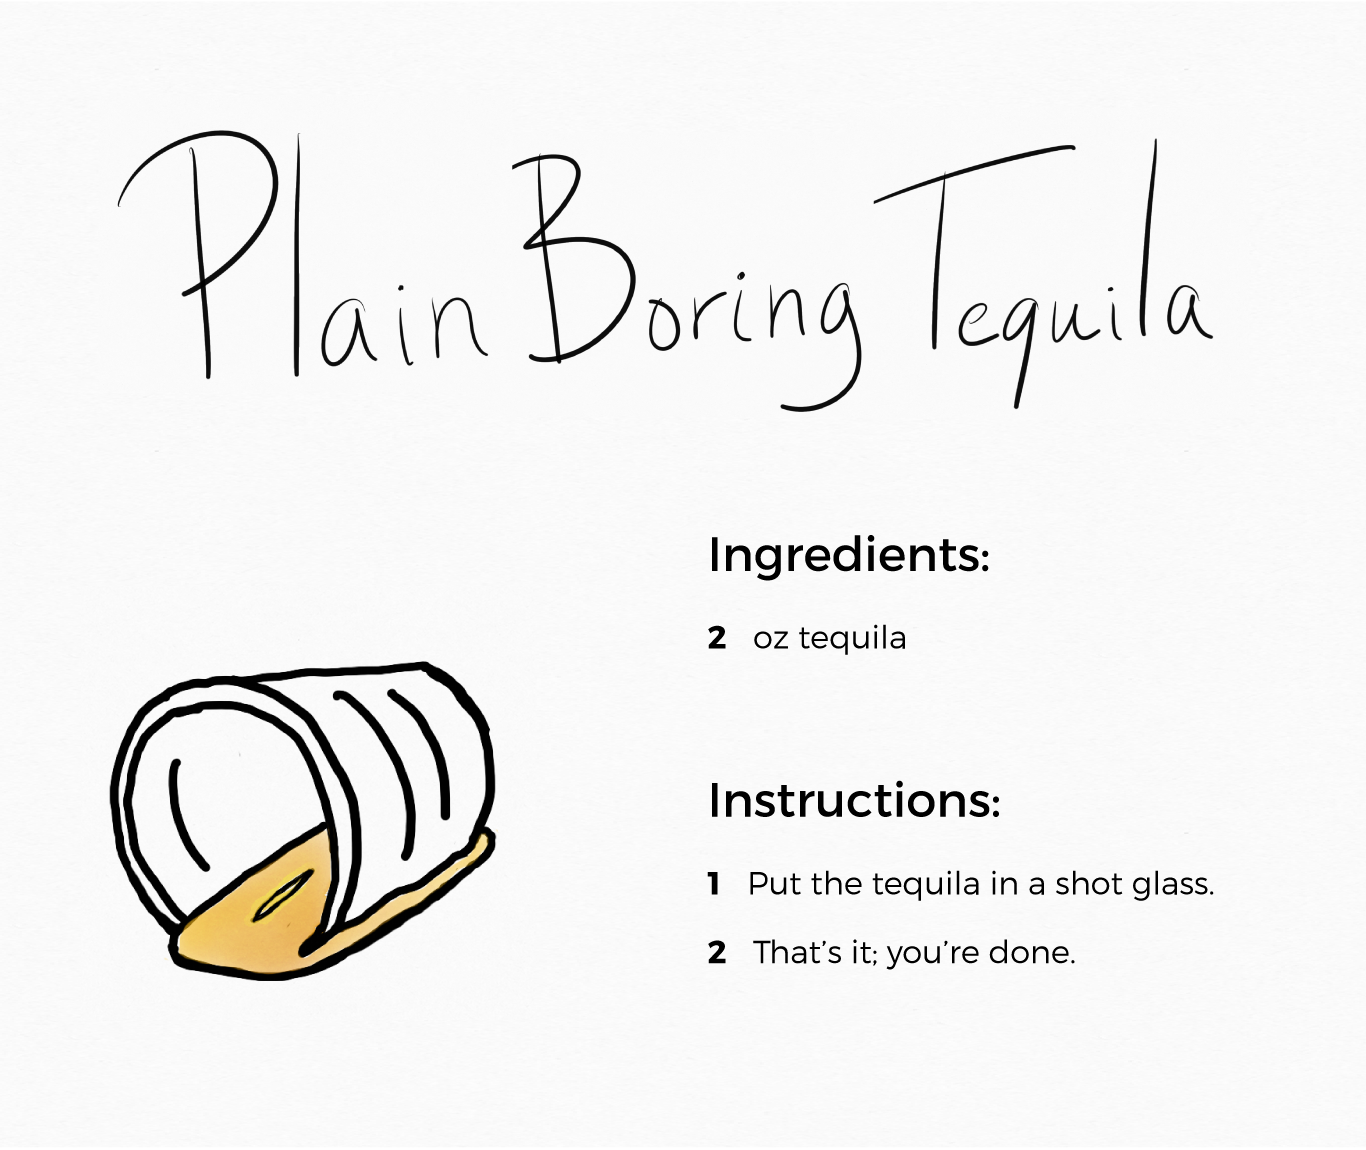 Plain Boring Tequila
Ingredients:
2 oz tequila
Instructions:
1 Put the tequila in a shot glass.
2 That’s it; you’re done.